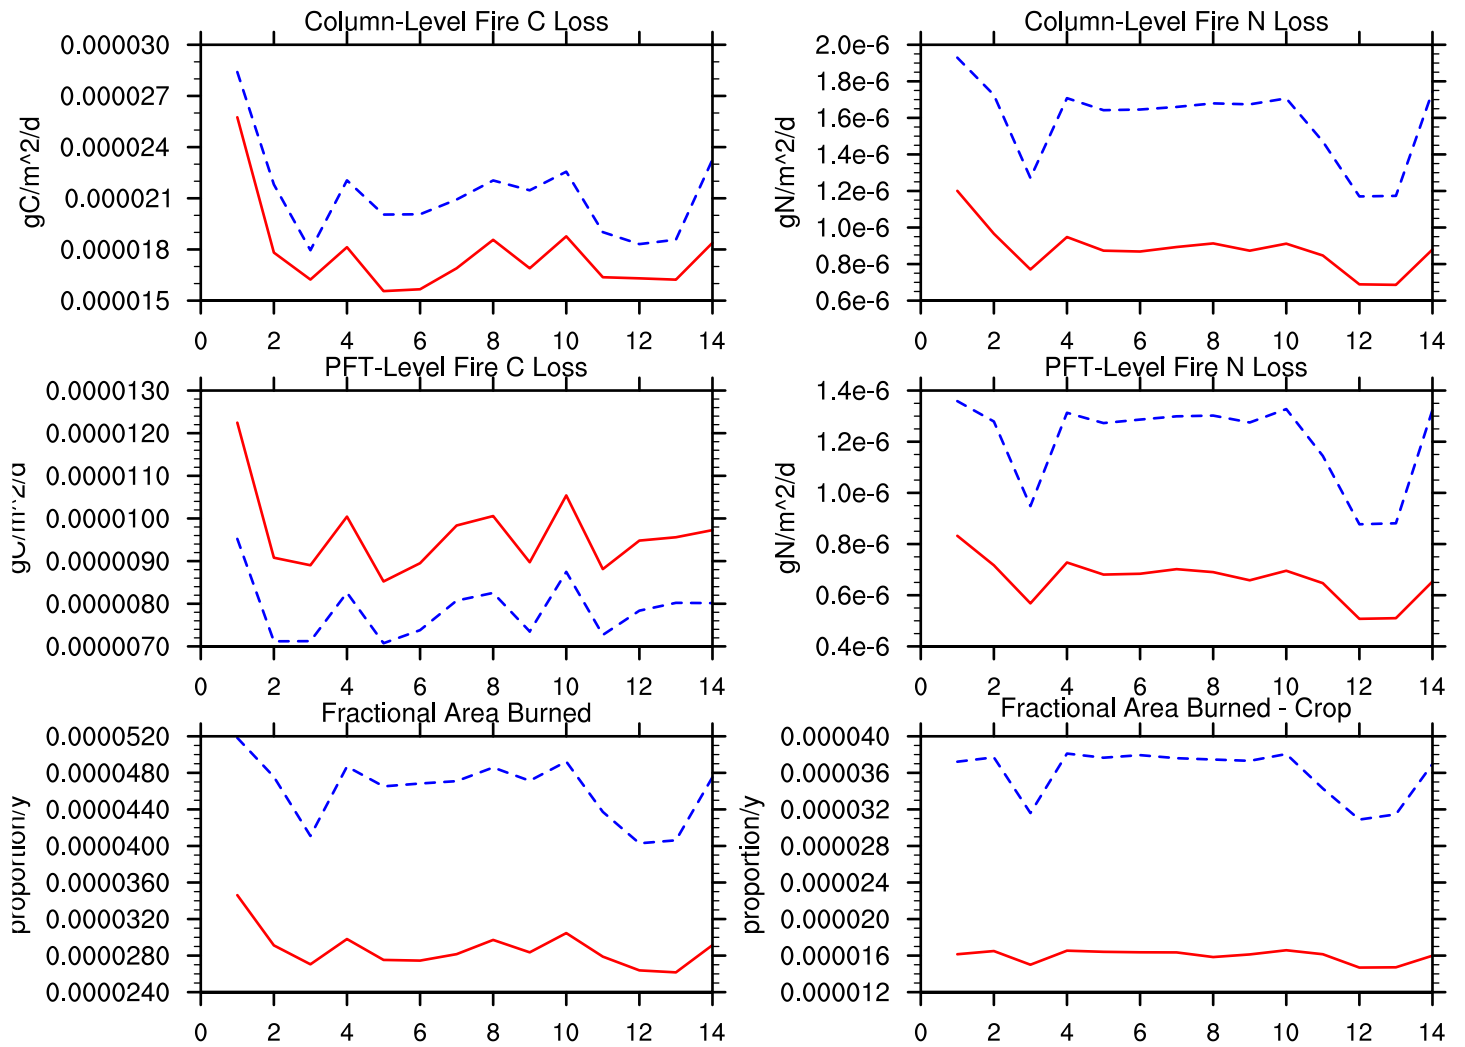 Column-Level Fire C Loss
0.000030
0.000027
0.000024
0.000021
0.000018
0.000015
gC/m^2/d
0 2 4 6 8 10 12 14
Column-Level Fire N Loss
2.0e-6
1.8e-6
1.6e-6
1.4e-6
1.2e-6
1.0e-6
0.8e-6
0.6e-6
gN/m^2/d
0 2 4 6 8 10 12 14
PFT-Level Fire C Loss
0.0000130
0.0000120
0.0000110
0.0000100
0.0000090
0.0000080
0.0000070
gC/m^2/d
0 2 4 6 8 10 12 14
PFT-Level Fire N Loss
1.4e-6
1.2e-6
1.0e-6
0.8e-6
0.6e-6
0.4e-6
gN/m^2/d
0 2 4 6 8 10 12 14
Fractional Area Burned
0.0000520
0.0000480
0.0000440
0.0000400
0.0000360
0.0000320
0.0000280
0.0000240
proportion/y
0 2 4 6 8 10 12 14
Fractional Area Burned - Crop
0.000040
0.000036
0.000032
0.000028
0.000024
0.000020
0.000016
0.000012
proportion/y
0 2 4 6 8 10 12 14